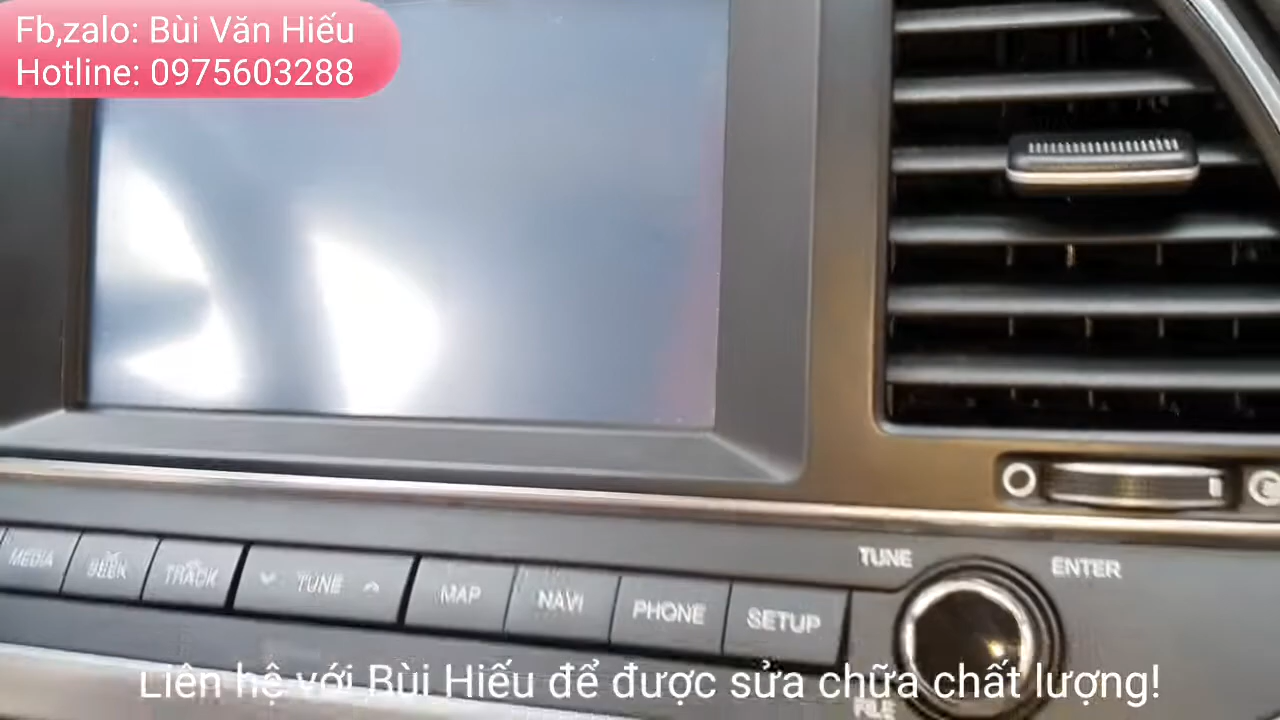 Fb,zalo: Bùi Văn Hiếu
Hotline: 0975603288
MEDIA
SEEK
TRACK
TUNE
MAP
NAVI
PHONE
SETUP
TUNE
ENTER
FILE
Liên hệ với Bùi Hiếu để được sửa chữa chất lượng!